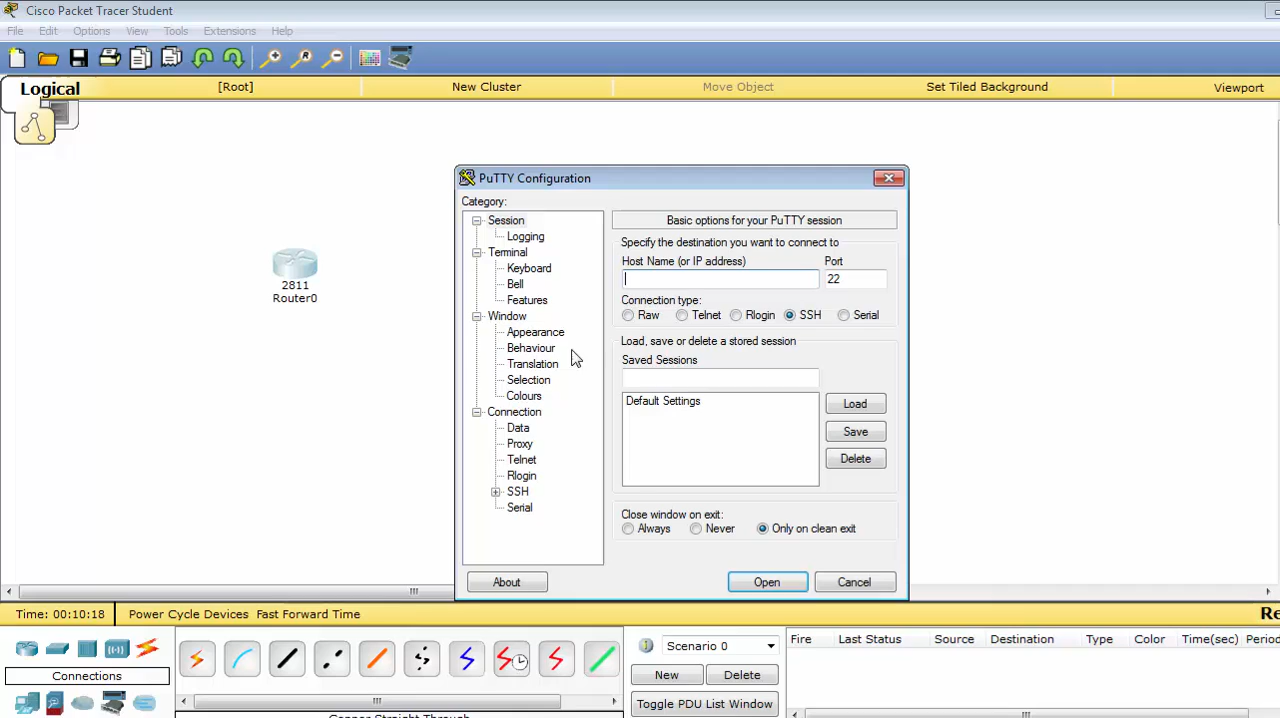 Cisco Packet Tracer Student
File Edit Options View Tools Extensions Help
Logical [Root] New Cluster Move Object Set Tiled Background Viewport
2811
Router0
PuTTY Configuration
Category:
Session
Logging
Terminal
Keyboard
Bell
Features
Window
Appearance
Behaviour
Translation
Selection
Colours
Connection
Data
Proxy
Telnet
Rlogin
SSH
Serial
Basic options for your PuTTY session
Specify the destination you want to connect to
Host Name (or IP address) Port
22
Connection type:
Raw Telnet Rlogin SSH Serial
Load, save or delete a stored session
Saved Sessions
Default Settings
Load
Save
Delete
Close window on exit:
Always Never Only on clean exit
About Open Cancel
Time: 00:10:18 Power Cycle Devices Fast Forward Time Re
Connections
Scenario 0
New Delete
Toggle PDU List Window
Fire Last Status Source Destination Type Color Time(sec) Period
Copper Straight-Through